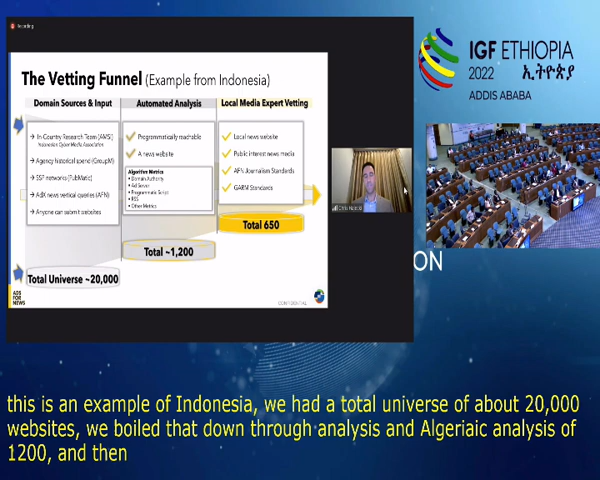 Recording
The Vetting Funnel (Example from Indonesia)
Domain Sources & Input
Automated Analysis
Local Media Expert Vetting
In-Country Research Team (AMSI)
Indonesian Cyber Media Association
Agency historical spend (GroupM)
SSP networks (PubMatic)
AdX news vertical queries (AFN)
Anyone can submit websites
Programmatically reachable
A news website
Algorithm Metrics
• Domain Authority
• Ad Server
• Programmatic Script
• RSS
• Other Metrics
Local news website
Public interest news media
AFN Journalism Standards
GARM Standards
Total 650
Total ~1,200
Total Universe ~20,000
ADS
FOR
NEWS
CONFIDENTIAL
IGF ETHIOPIA
2022 ኢትዮጵያ
ADDIS ABABA
ON
this is an example of Indonesia, we had a total universe of about 20,000
websites, we boiled that down through analysis and Algeriaic analysis of
1200, and then